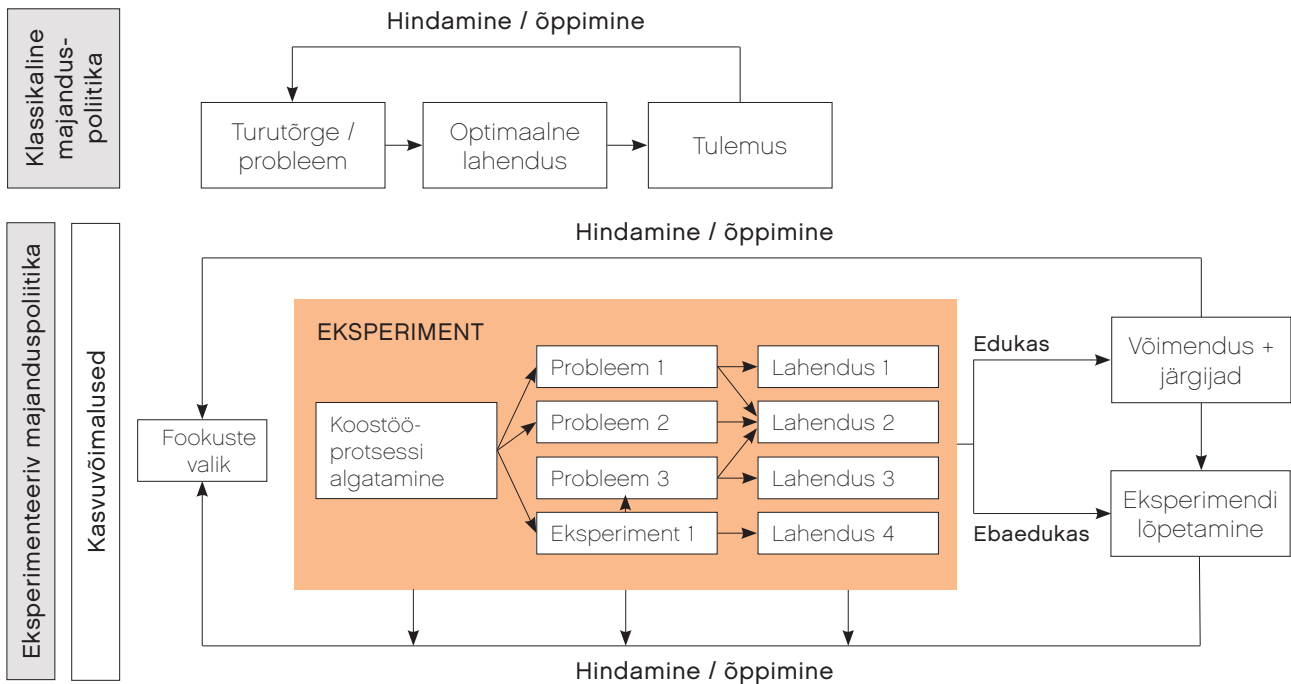 Klassikaline
majandus-
poliitika
Hindamine / õppimine
Turutõrge /
probleem
Optimaalne
lahendus
Tulemus
Eksperimenteeriv majanduspoliitika
Kasvuvõimalused
Hindamine / õppimine
Fookuste
valik
EKSPERIMENT
Koostöö-
protsessi
algatamine
Probleem 1
Lahendus 1
Probleem 2
Lahendus 2
Probleem 3
Lahendus 3
Eksperiment 1
Lahendus 4
Edukas
Võimendus +
järgijad
Ebaedukas
Eksperimendi
lõpetamine
Hindamine / õppimine